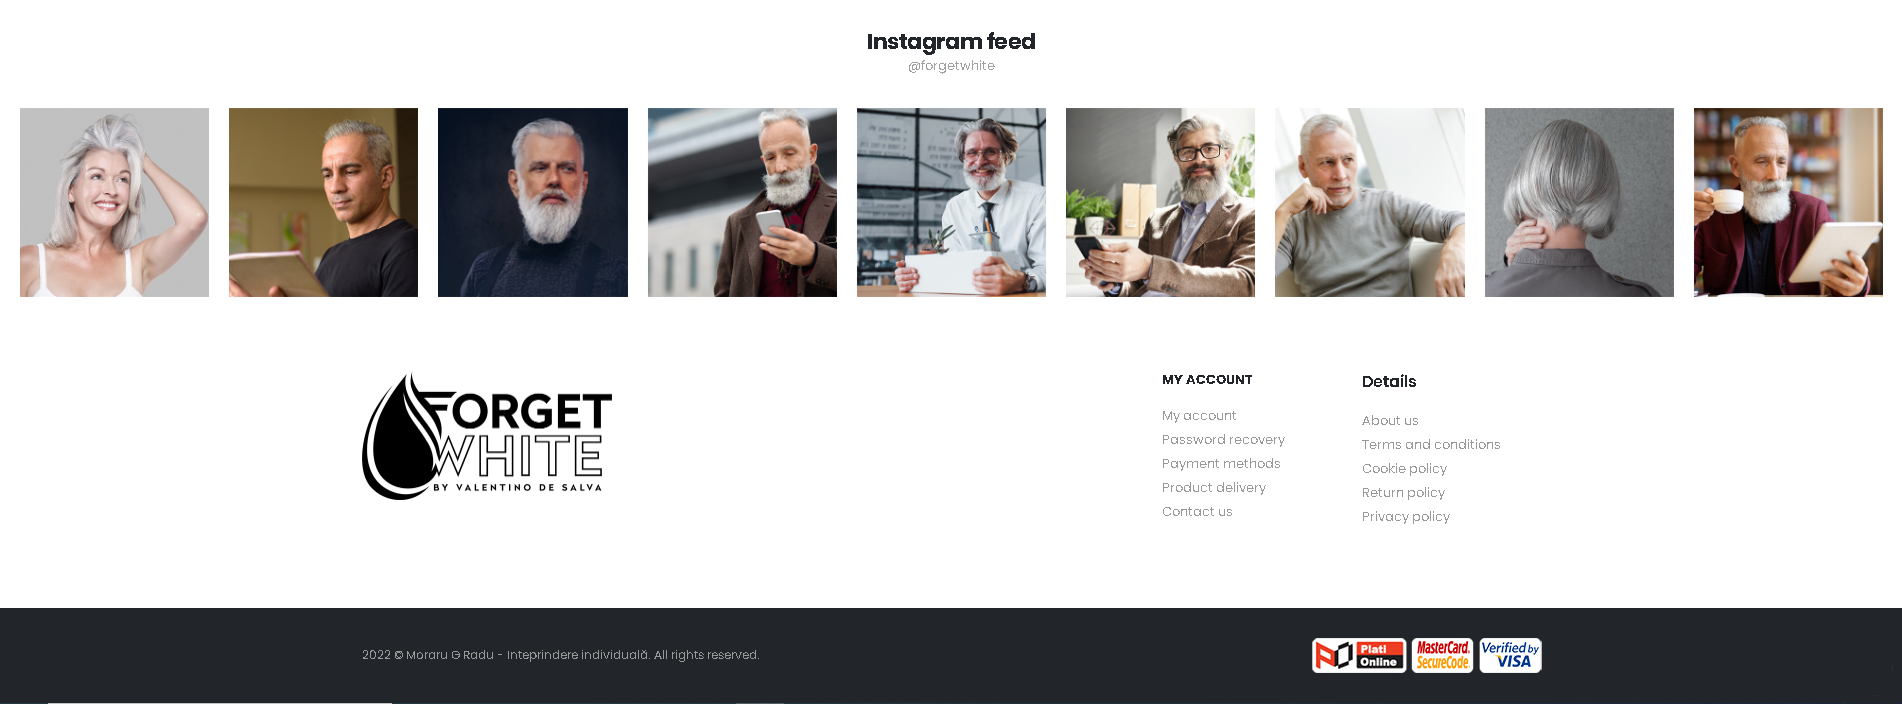 Instagram feed
@forgetwhite
FORGET
WHITE
BY VALENTINO DE SALVA
MY ACCOUNT
My account
Password recovery
Payment methods
Product delivery
Contact us
Details
About us
Terms and conditions
Cookie policy
Return policy
Privacy policy
2022 © Moraru G Radu - Inteprindere individuală. All rights reserved.
Plati
Online
MasterCard.
SecureCode.
Verified by
VISA